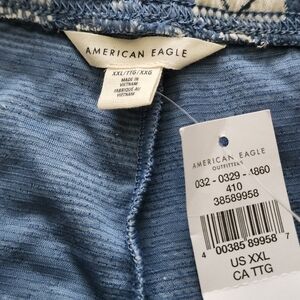 AMERICAN EAGLE
XXL/TTG/XXG
MADE IN
VIETNAM
FABRIQUÉ AU
VIETNAM
AMERICAN EAGLE
OUTFITTERS
032 - 0329 - 4860
410
38589958
4 00385 89958 7
US XXL
CA TTG